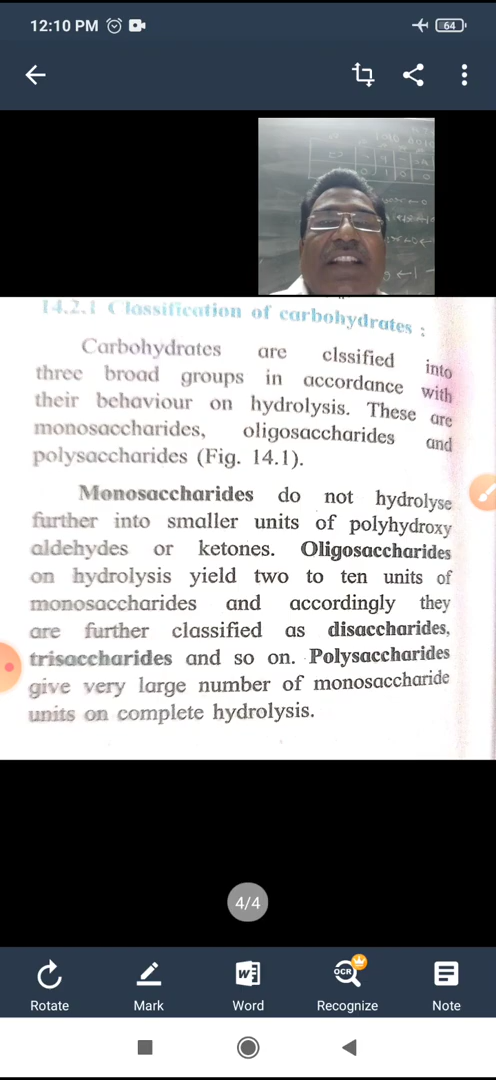 12:10 PM
64
14.2.1 Classification of carbohydrates :
Carbohydrates are clssified into
three broad groups in accordance with
their behaviour on hydrolysis. These are
monosaccharides, oligosaccharides and
polysaccharides (Fig. 14.1).
Monosaccharides do not hydrolyse
further into smaller units of polyhydroxy
aldehydes or ketones. Oligosaccharides
on hydrolysis yield two to ten units of
monosaccharides and accordingly they
are further classified as disaccharides,
trisaccharides and so on. Polysaccharides
give very large number of monosaccharide
units on complete hydrolysis.
4/4
W
OCR
Rotate Mark Word Recognize Note